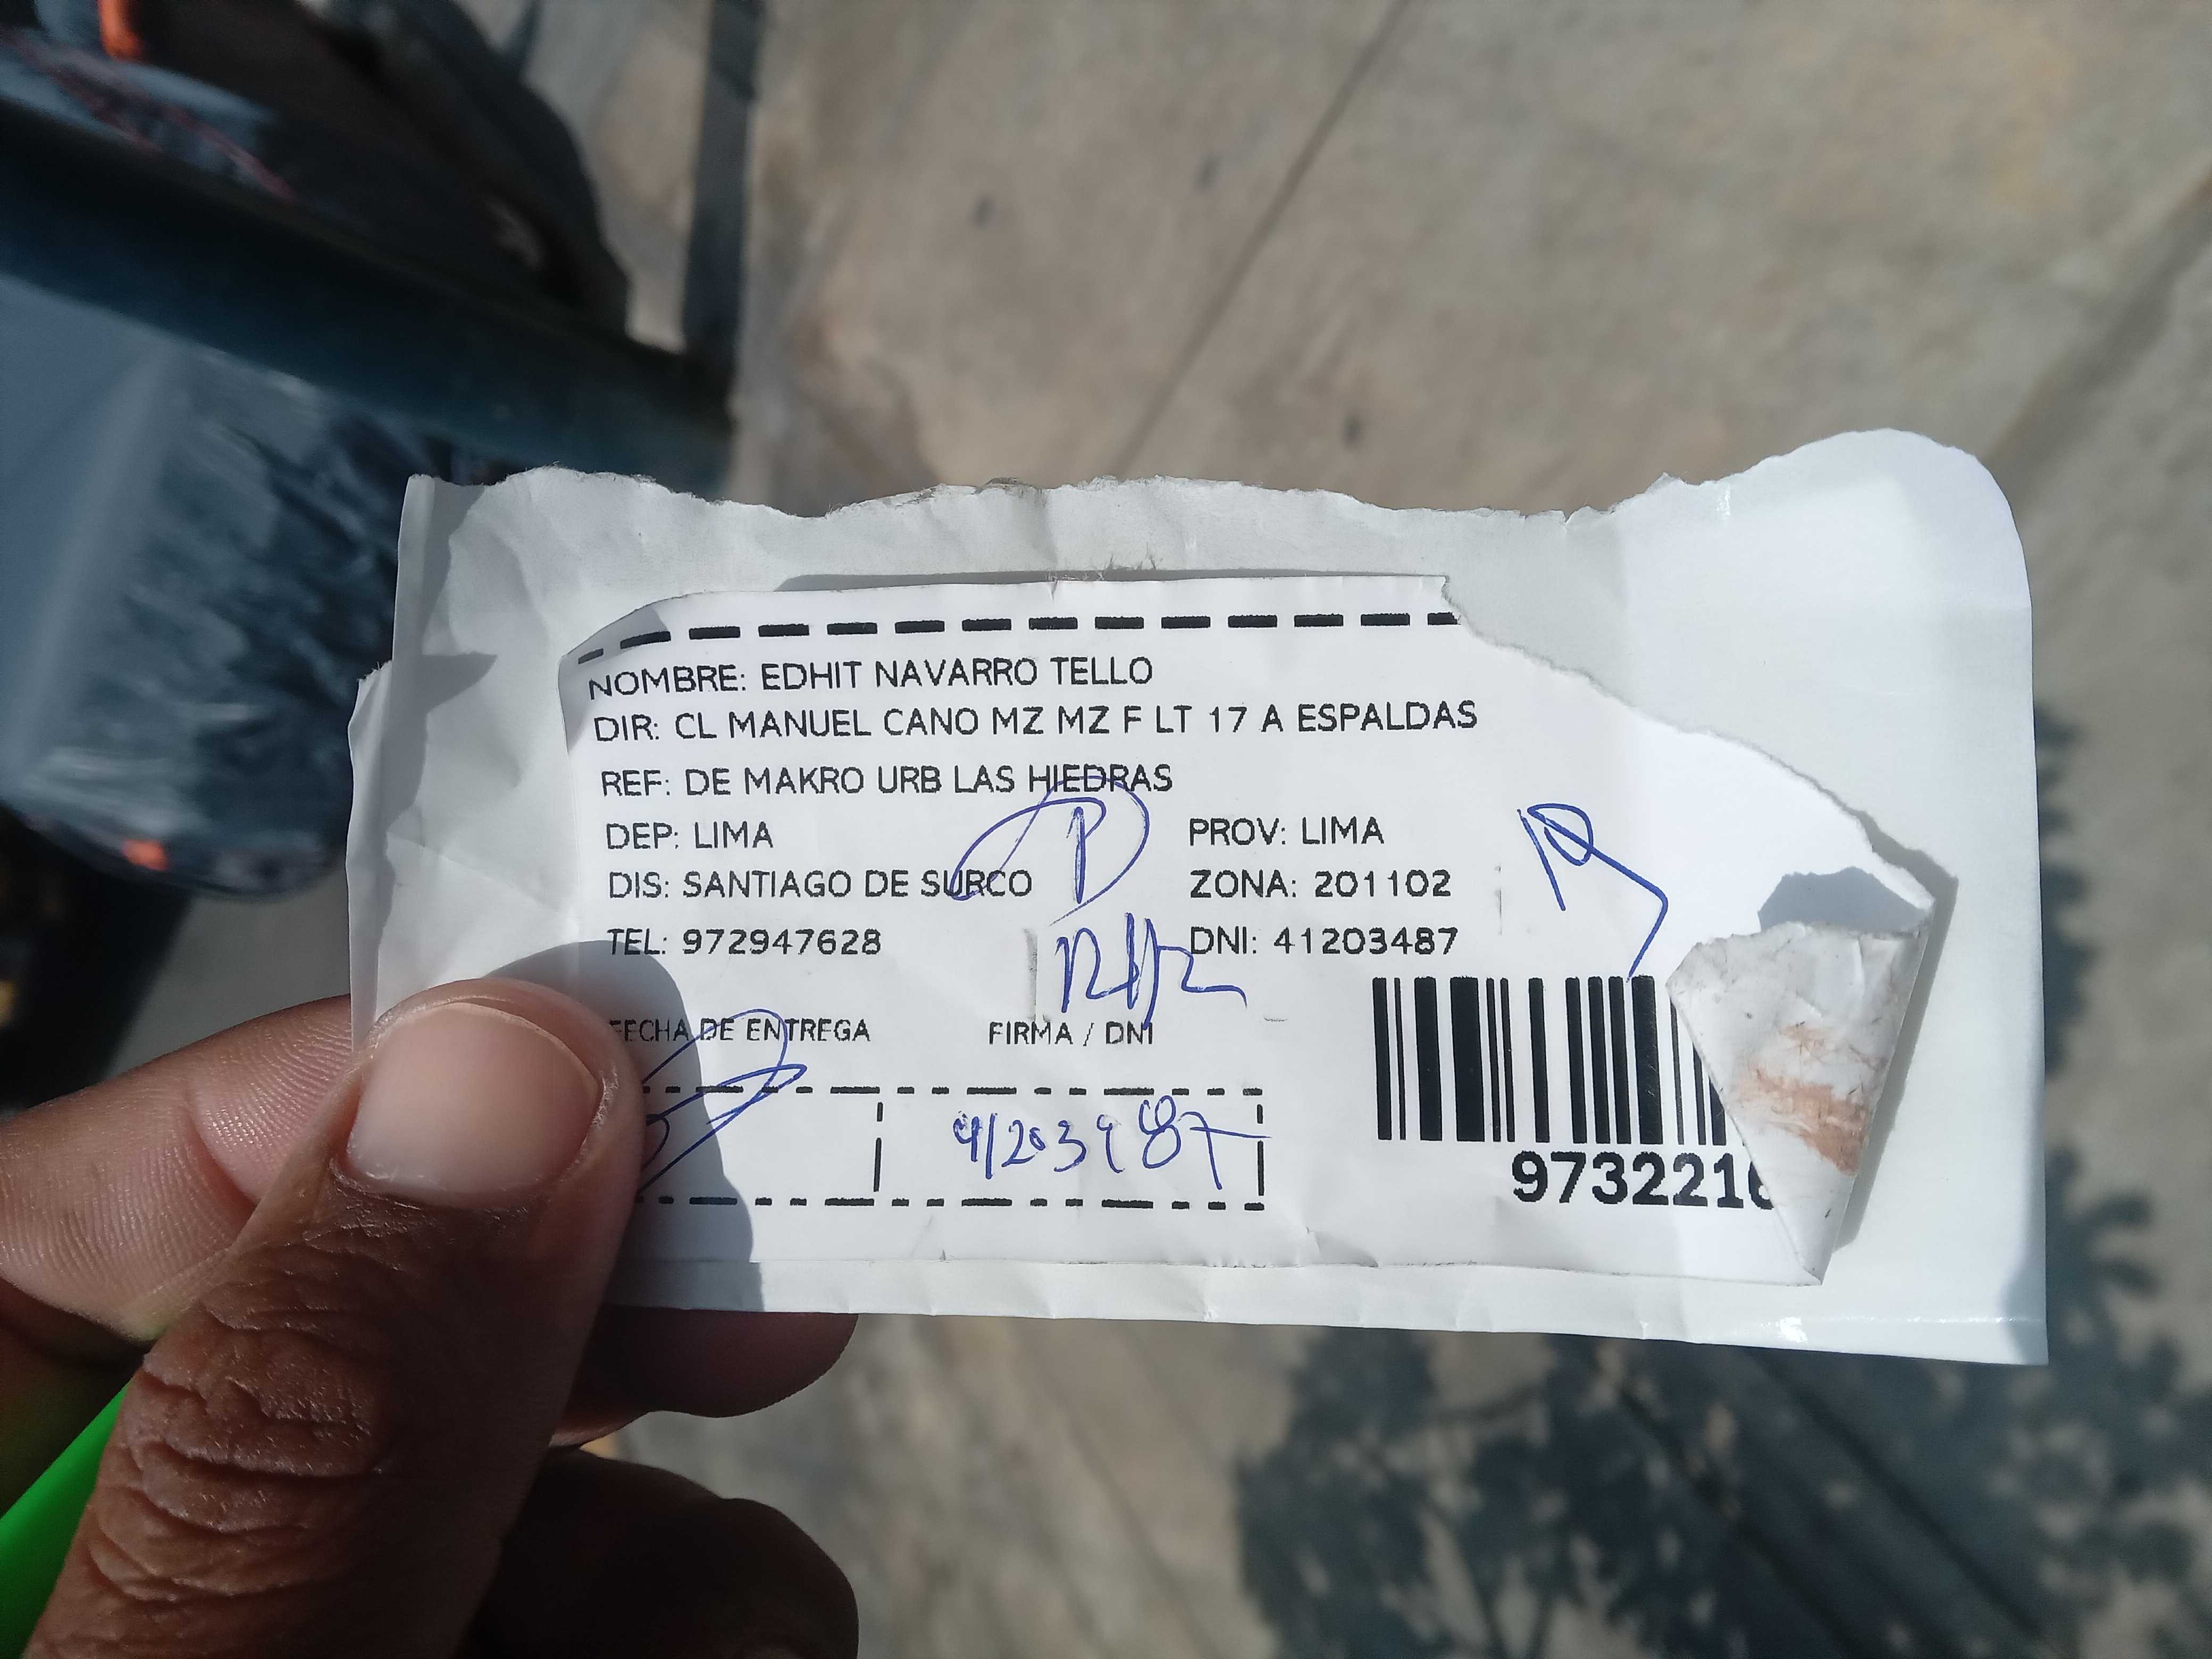 NOMBRE: EDHIT NAVARRO TELLO
DIR: CL MANUEL CANO MZ MZ F LT 17 A ESPALDAS
REF: DE MAKRO URB LAS HIEDRAS
DEP: LIMA PROV: LIMA
DIS: SANTIAGO DE SURCO ZONA: 201102
TEL: 972947628 DNI: 41203487
FECHA DE ENTREGA FIRMA / DNI
41203487
9732216